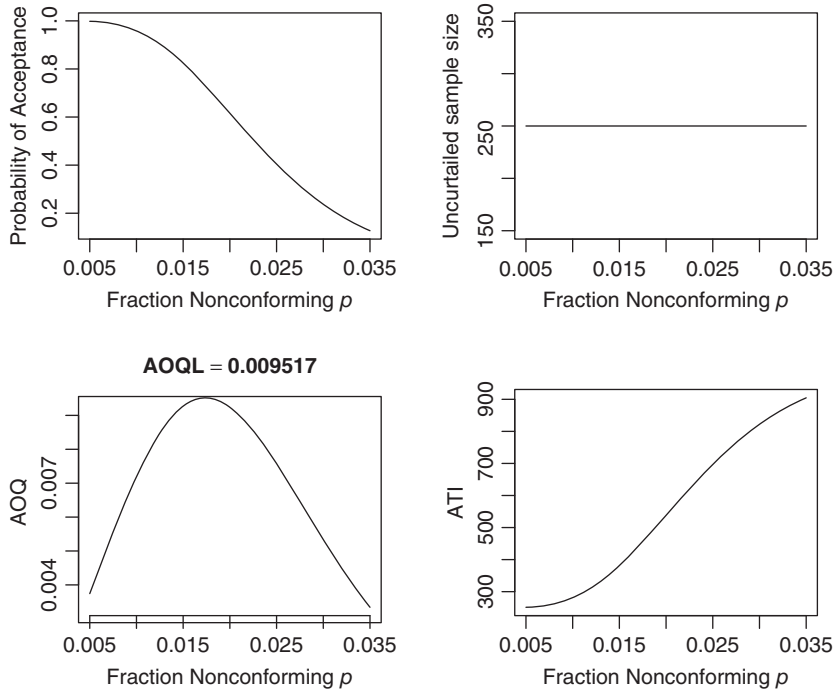 Probability of Acceptance
0.2 0.4 0.6 0.8 1.0
0.005 0.015 0.025 0.035
Fraction Nonconforming p
Uncurtailed sample size
150 250 350
0.005 0.015 0.025 0.035
Fraction Nonconforming p
AOQL = 0.009517
AOQ
0.004 0.007
0.005 0.015 0.025 0.035
Fraction Nonconforming p
ATI
300 500 700 900
0.005 0.015 0.025 0.035
Fraction Nonconforming p